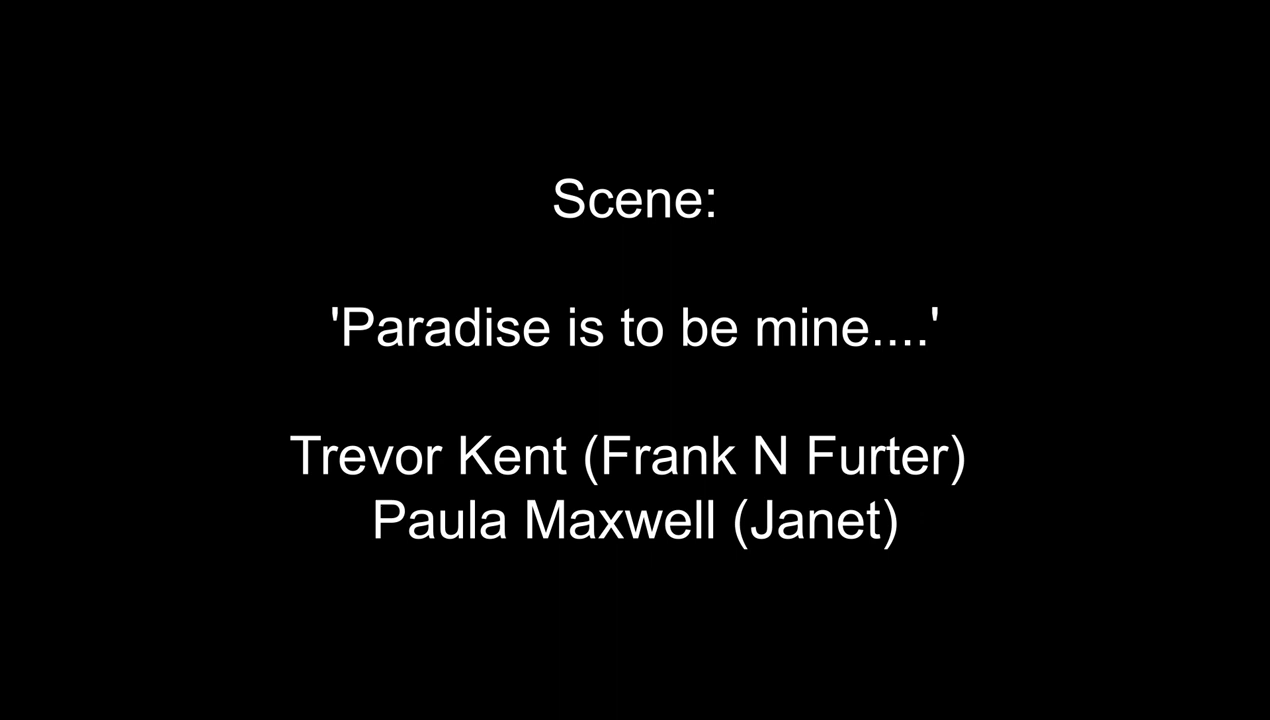 Scene:
'Paradise is to be mine....'
Trevor Kent (Frank N Furter)
Paula Maxwell (Janet)